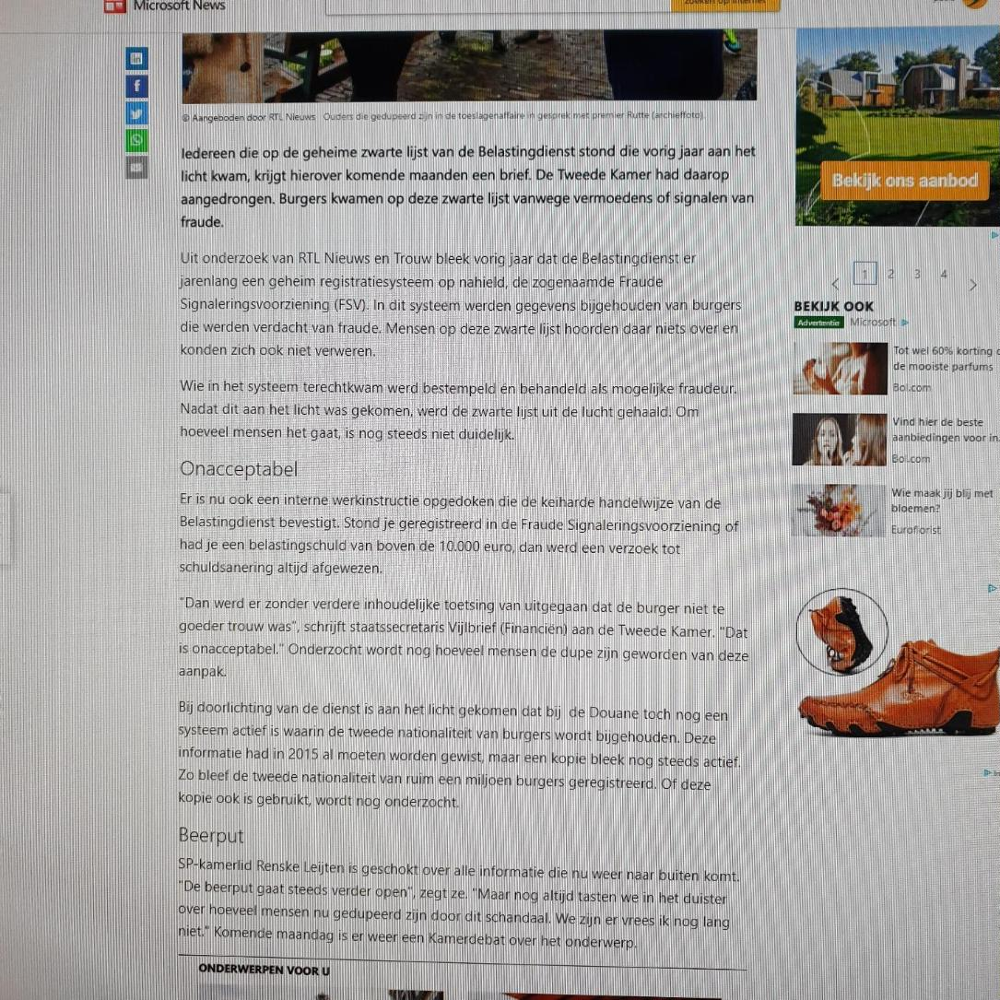 Microsoft News
zoeken op internet
© Aangeboden door RTL Nieuws Ouders die gedupeerd zijn in de toeslagenaffaire in gesprek met premier Rutte (archieffoto).
Iedereen die op de geheime zwarte lijst van de Belastingdienst stond die vorig jaar aan het
licht kwam, krijgt hierover komende maanden een brief. De Tweede Kamer had daarop
aangedrongen. Burgers kwamen op deze zwarte lijst vanwege vermoedens of signalen van
fraude.
Uit onderzoek van RTL Nieuws en Trouw bleek vorig jaar dat de Belastingdienst er
jarenlang een geheim registratiesysteem op nahield, de zogenaamde Fraude
Signaleringsvoorziening (FSV). In dit systeem werden gegevens bijgehouden van burgers
die werden verdacht van fraude. Mensen op deze zwarte lijst hoorden daar niets over en
konden zich ook niet verweren.
Wie in het systeem terechtkwam werd bestempeld én behandeld als mogelijke fraudeur.
Nadat dit aan het licht was gekomen, werd de zwarte lijst uit de lucht gehaald. Om
hoeveel mensen het gaat, is nog steeds niet duidelijk.
Onacceptabel
Er is nu ook een interne werkinstructie opgedoken die de keiharde handelwijze van de
Belastingdienst bevestigt. Stond je geregistreerd in de Fraude Signaleringsvoorziening of
had je een belastingschuld van boven de 10.000 euro, dan werd een verzoek tot
schuldsanering altijd afgewezen.
"Dan werd er zonder verdere inhoudelijke toetsing van uitgegaan dat de burger niet te
goeder trouw was", schrijft staatssecretaris Vijlbrief (Financiën) aan de Tweede Kamer. "Dat
is onacceptabel." Onderzocht wordt nog hoeveel mensen de dupe zijn geworden van deze
aanpak.
Bij doorlichting van de dienst is aan het licht gekomen dat bij de Douane toch nog een
systeem actief is waarin de tweede nationaliteit van burgers wordt bijgehouden. Deze
informatie had in 2015 al moeten worden gewist, maar een kopie bleek nog steeds actief.
Zo bleef de tweede nationaliteit van ruim een miljoen burgers geregistreerd. Of deze
kopie ook is gebruikt, wordt nog onderzocht.
Beerput
SP-kamerlid Renske Leijten is geschokt over alle informatie die nu weer naar buiten komt.
"De beerput gaat steeds verder open", zegt ze. "Maar nog altijd tasten we in het duister
over hoeveel mensen nu gedupeerd zijn door dit schandaal. We zijn er vrees ik nog lang
niet." Komende maandag is er weer een Kamerdebat over het onderwerp.
ONDERWERPEN VOOR U
Bekijk ons aanbod
1 2 3 4
BEKIJK OOK
Advertentie Microsoft
Tot wel 60% korting
de mooiste parfums
Bol.com
Vind hier de beste
aanbiedingen voor in
Bol.com
Wie maak jij blij met
bloemen?
Euroflorist